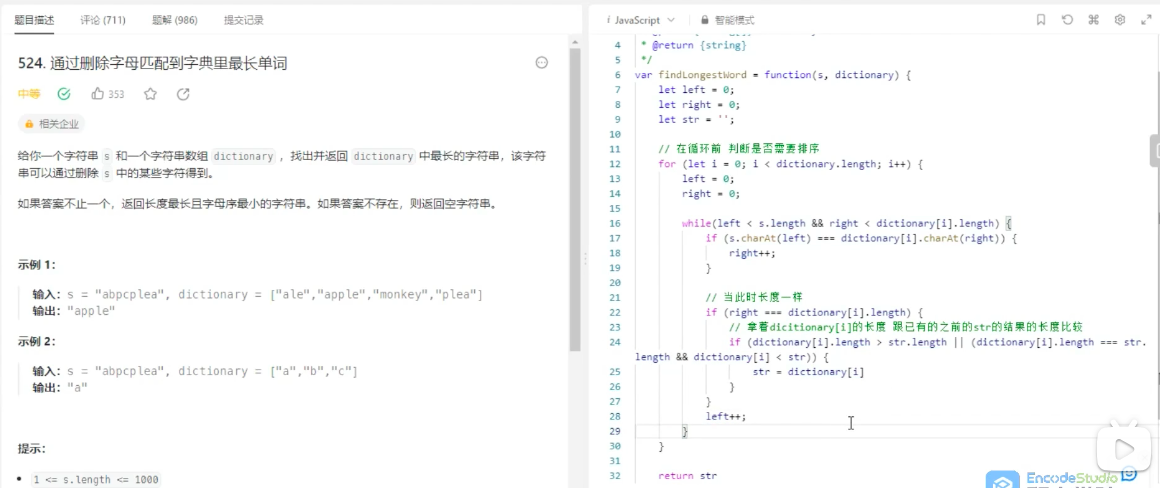 题目描述 评论 (711) 题解 (986) 提交记录
524. 通过删除字母匹配到字典里最长单词
中等 353
相关企业
给你一个字符串 s 和一个字符串数组 dictionary ，找出并返回 dictionary 中最长的字符串，该字符
串可以通过删除 s 中的某些字符得到。
如果答案不止一个，返回长度最长且字母序最小的字符串。如果答案不存在，则返回空字符串。
示例 1：
输入：s = "abpcplea", dictionary = ["ale","apple","monkey","plea"]
输出："apple"
示例 2：
输入：s = "abpcplea", dictionary = ["a","b","c"]
输出："a"
提示：
1 <= s.length <= 1000
i JavaScript 智能模式
4 * @return {string}
5 */
6 var findLongestWord = function(s, dictionary) {
7 let left = 0;
8 let right = 0;
9 let str = '';
10
11 // 在循环前 判断是否需要排序
12 for (let i = 0; i < dictionary.length; i++) {
13 left = 0;
14 right = 0;
15
16 while(left < s.length && right < dictionary[i].length) {
17 if (s.charAt(left) === dictionary[i].charAt(right)) {
18 right++;
19 }
20
21 // 当此时长度一样
22 if (right === dictionary[i].length) {
23 // 拿着dicitionary[i]的长度 跟已有的之前的str的结果的长度比较
24 if (dictionary[i].length > str.length || (dictionary[i].length === str.
length && dictionary[i] < str)) {
25 str = dictionary[i]
26 }
27 }
28 left++;
29 }
30 }
31
32 return str
EncodeStudio